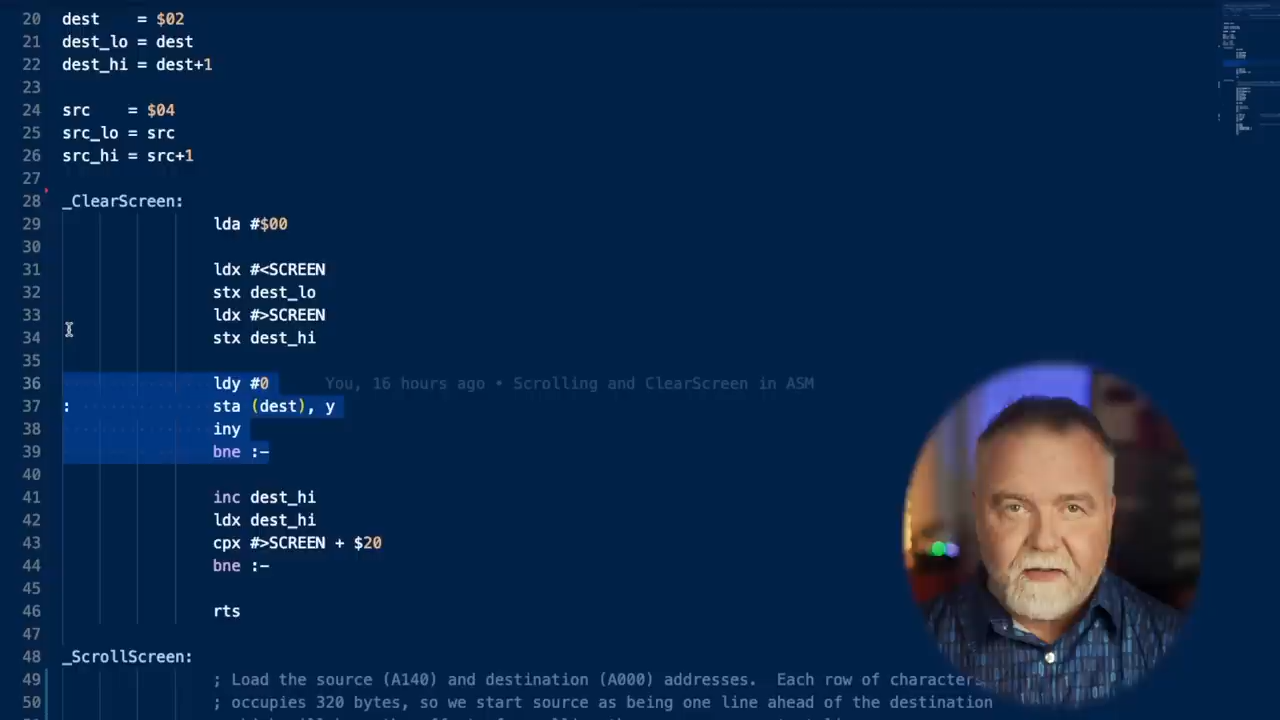 20 dest    = $02
21 dest_lo = dest
22 dest_hi = dest+1
23
24 src    = $04
25 src_lo = src
26 src_hi = src+1
27
28 _ClearScreen:
29 lda #$00
30
31 ldx #<SCREEN
32 stx dest_lo
33 ldx #>SCREEN
34 stx dest_hi
35
36 ldy #0 You, 16 hours ago • Scrolling and ClearScreen in ASM
37 : sta (dest), y
38 iny
39 bne :-
40
41 inc dest_hi
42 ldx dest_hi
43 cpx #>SCREEN + $20
44 bne :-
45
46 rts
47
48 _ScrollScreen:
49 ; Load the source (A140) and destination (A000) addresses.  Each row of characters
50 ; occupies 320 bytes, so we start source as being one line ahead of the destination